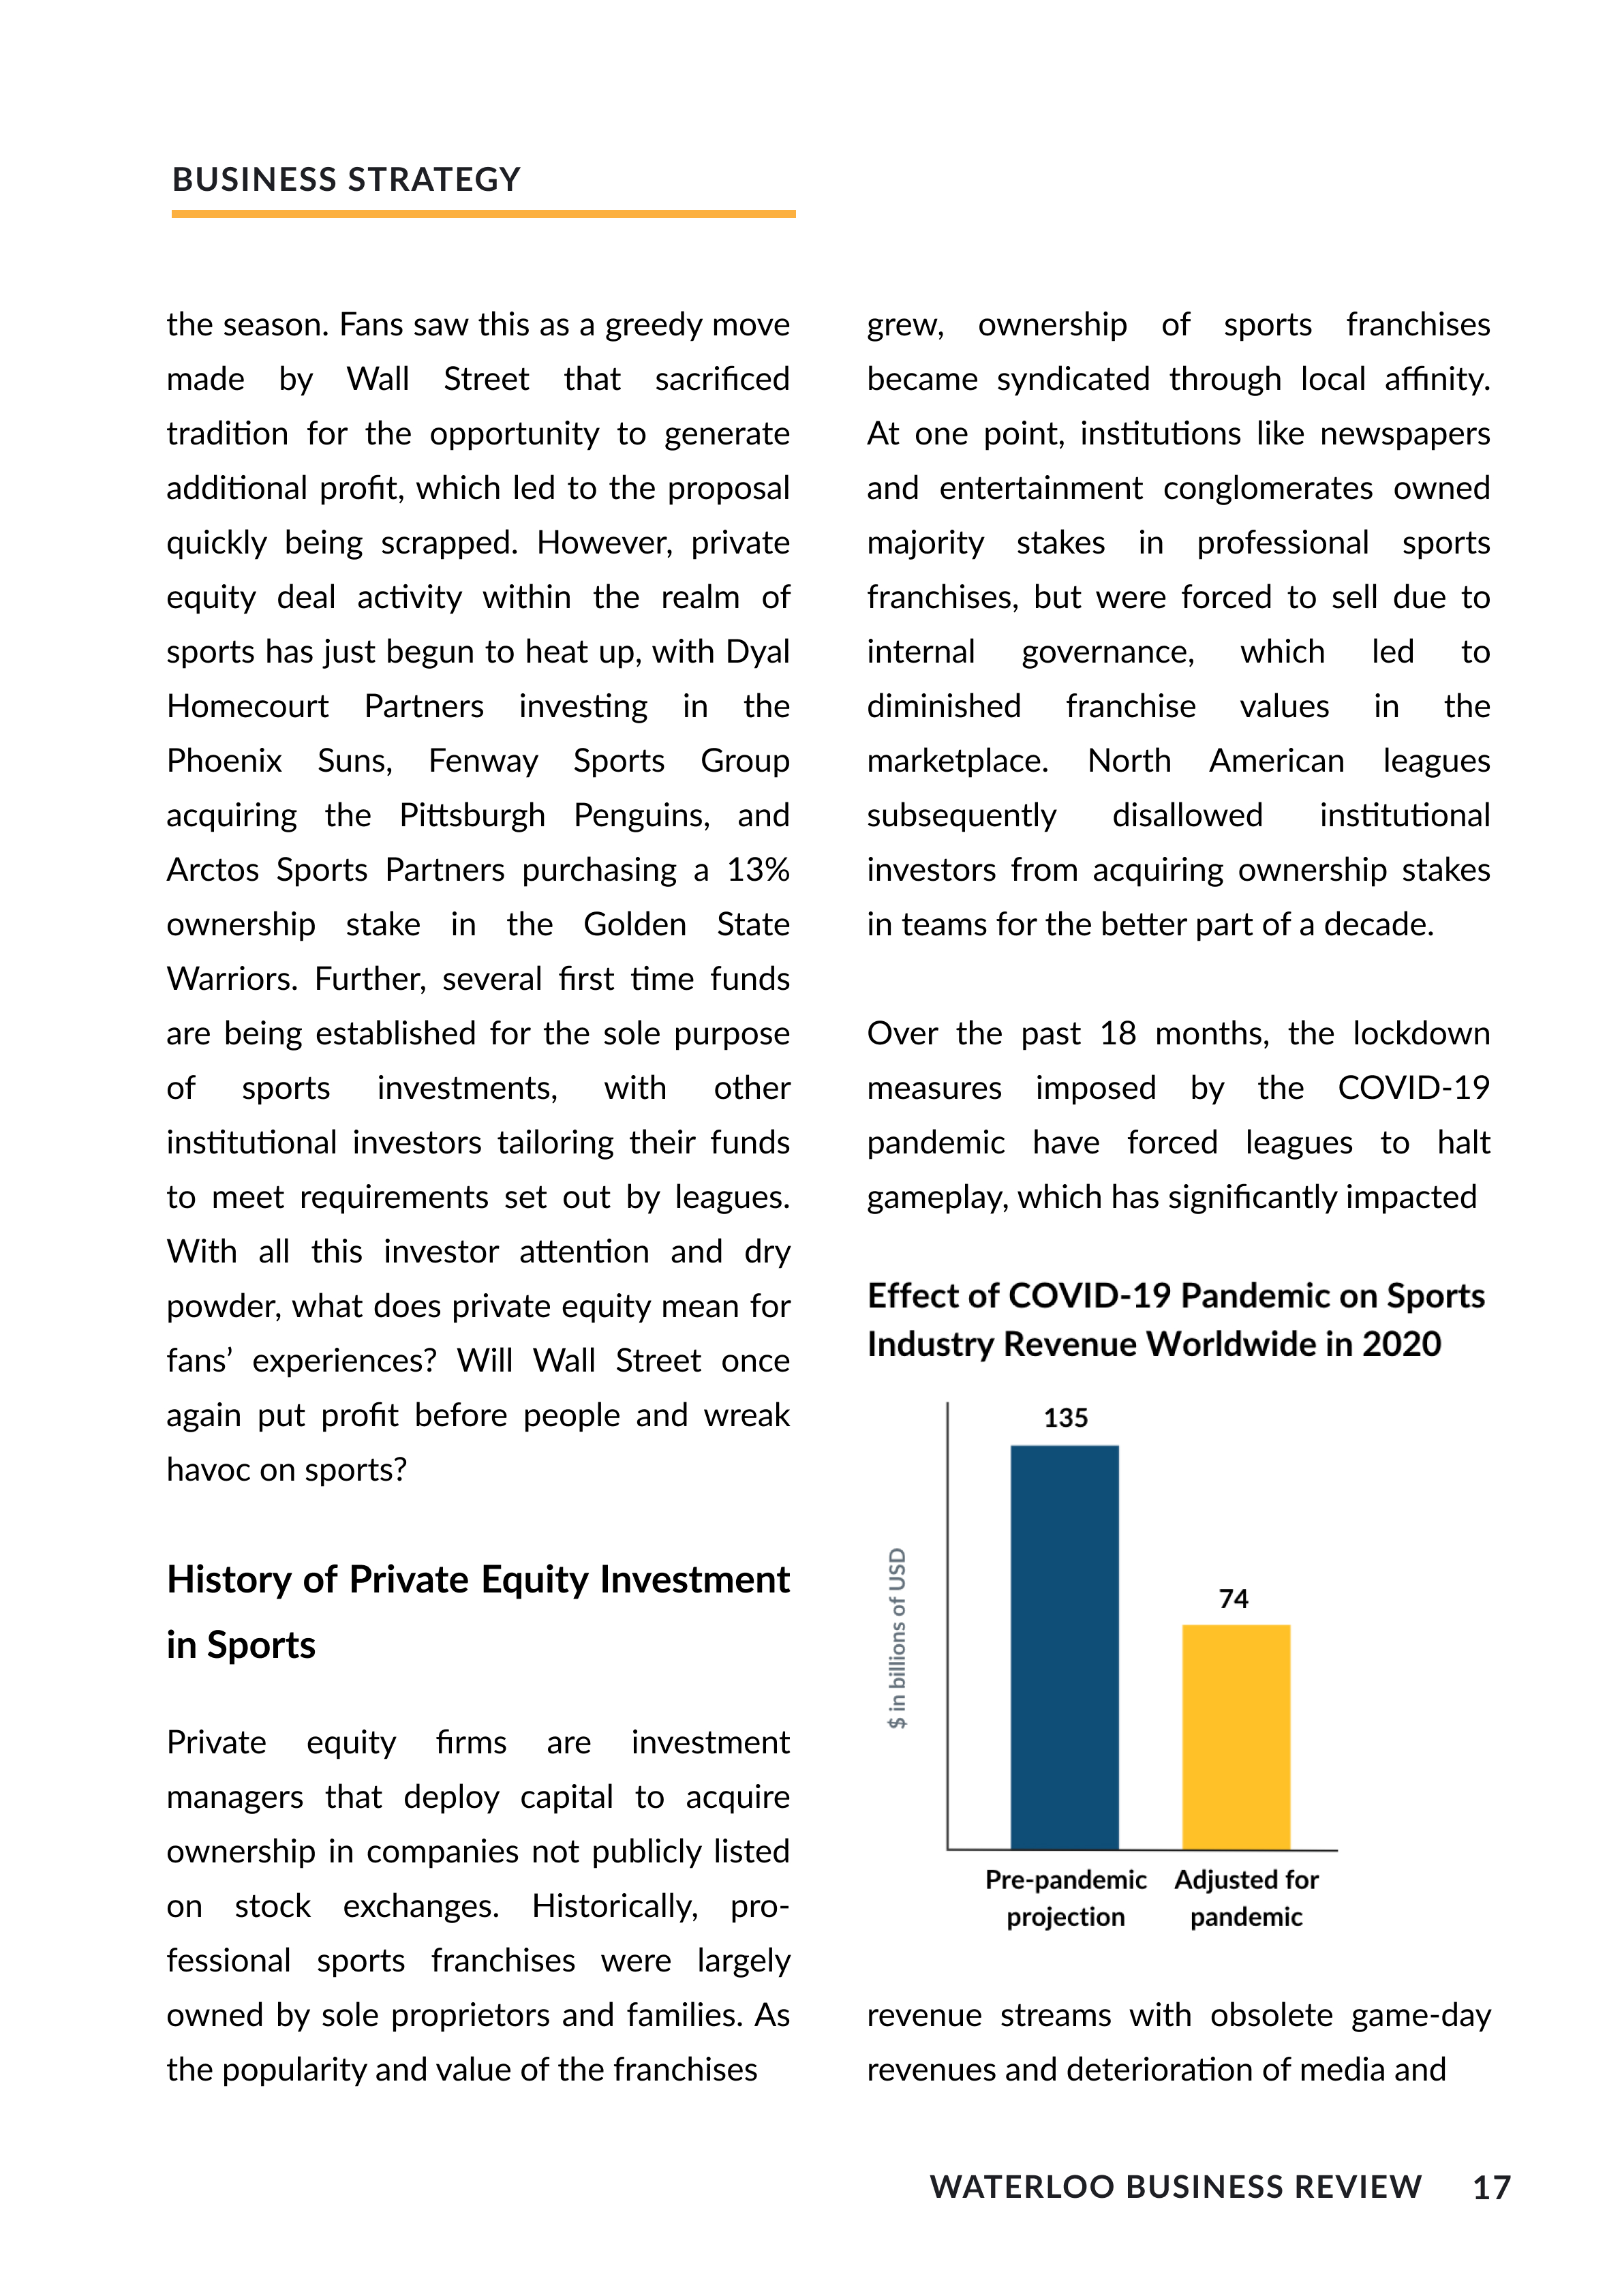 BUSINESS STRATEGY
the season. Fans saw this as a greedy move
made by Wall Street that sacrificed
tradition for the opportunity to generate
additional profit, which led to the proposal
quickly being scrapped. However, private
equity deal activity within the realm of
sports has just begun to heat up, with Dyal
Homecourt Partners investing in the
Phoenix Suns, Fenway Sports Group
acquiring the Pittsburgh Penguins, and
Arctos Sports Partners purchasing a 13%
ownership stake in the Golden State
Warriors. Further, several first time funds
are being established for the sole purpose
of sports investments, with other
institutional investors tailoring their funds
to meet requirements set out by leagues.
With all this investor attention and dry
powder, what does private equity mean for
fans’ experiences? Will Wall Street once
again put profit before people and wreak
havoc on sports?
History of Private Equity Investment
in Sports
Private equity firms are investment
managers that deploy capital to acquire
ownership in companies not publicly listed
on stock exchanges. Historically, pro-
fessional sports franchises were largely
owned by sole proprietors and families. As
the popularity and value of the franchises
grew, ownership of sports franchises
became syndicated through local affinity.
At one point, institutions like newspapers
and entertainment conglomerates owned
majority stakes in professional sports
franchises, but were forced to sell due to
internal governance, which led to
diminished franchise values in the
marketplace. North American leagues
subsequently disallowed institutional
investors from acquiring ownership stakes
in teams for the better part of a decade.
Over the past 18 months, the lockdown
measures imposed by the COVID-19
pandemic have forced leagues to halt
gameplay, which has significantly impacted
Effect of COVID-19 Pandemic on Sports
Industry Revenue Worldwide in 2020
135
74
$ in billions of USD
Pre-pandemic
projection
Adjusted for
pandemic
revenue streams with obsolete game-day
revenues and deterioration of media and
WATERLOO BUSINESS REVIEW 17